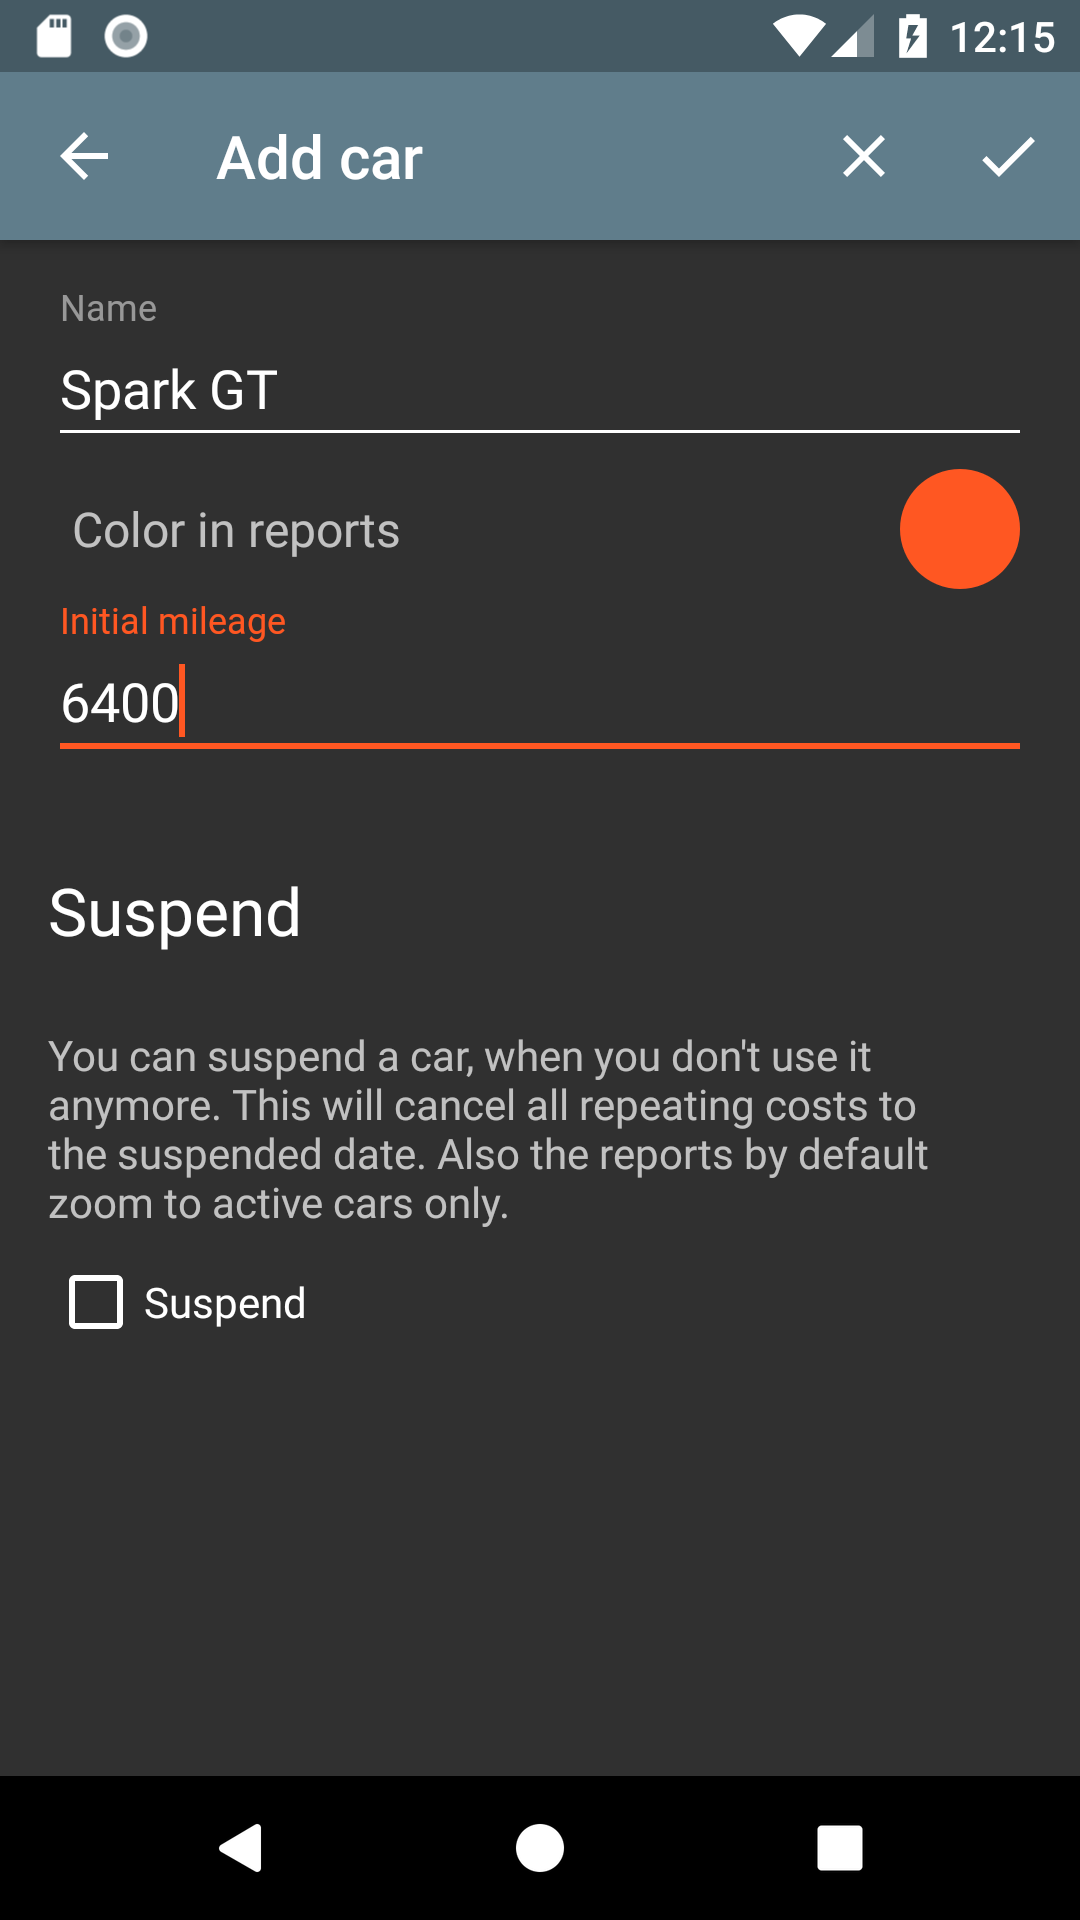 12:15
Add car
Name
Spark GT
Color in reports
Initial mileage
6400
Suspend
You can suspend a car, when you don't use it
anymore. This will cancel all repeating costs to
the suspended date. Also the reports by default
zoom to active cars only.
Suspend